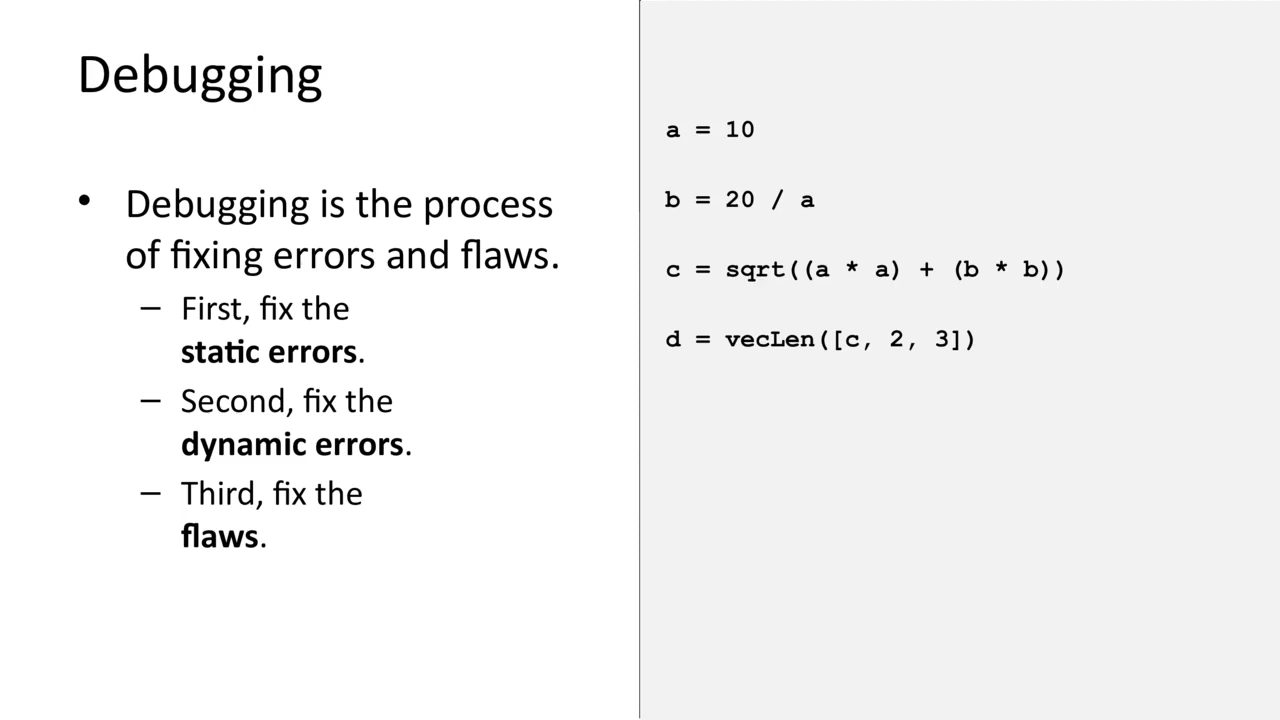 Debugging
• Debugging is the process
of fixing errors and flaws.
– First, fix the
static errors.
– Second, fix the
dynamic errors.
– Third, fix the
flaws.
a = 10
b = 20 / a
c = sqrt((a * a) + (b * b))
d = vecLen([c, 2, 3])